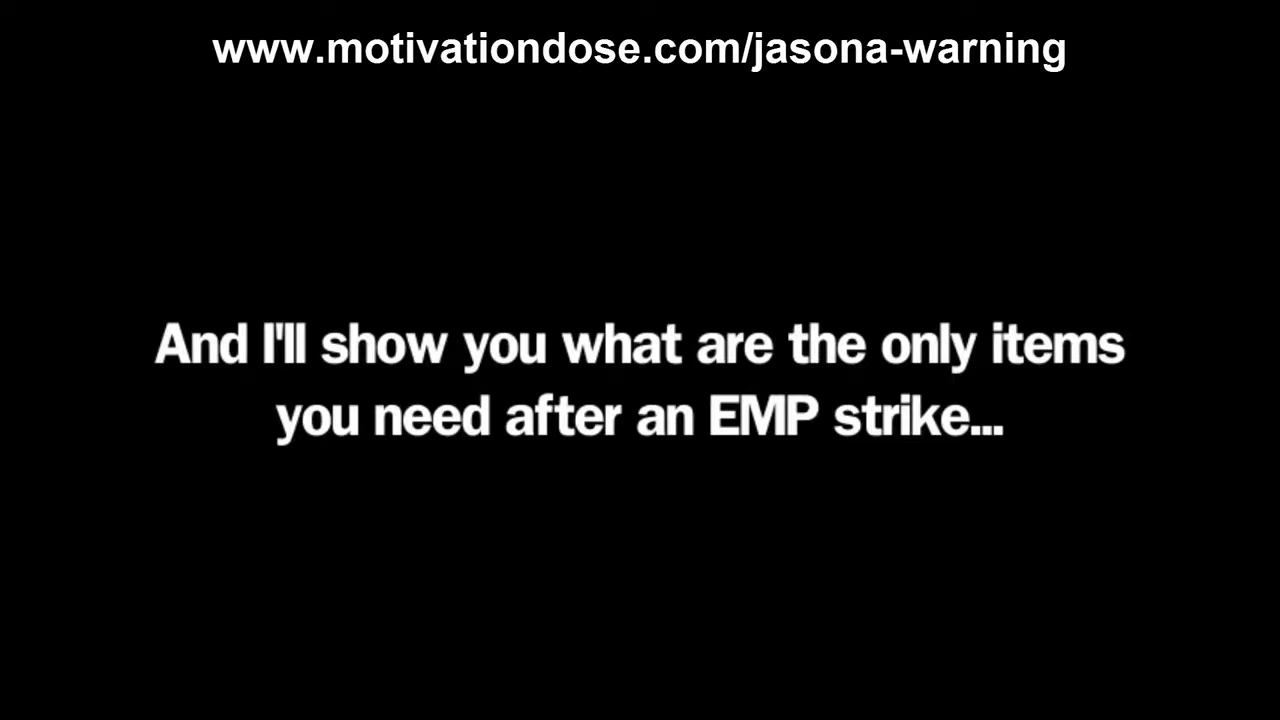 www.motivationdose.com/jasona-warning
And I'll show you what are the only items
you need after an EMP strike...